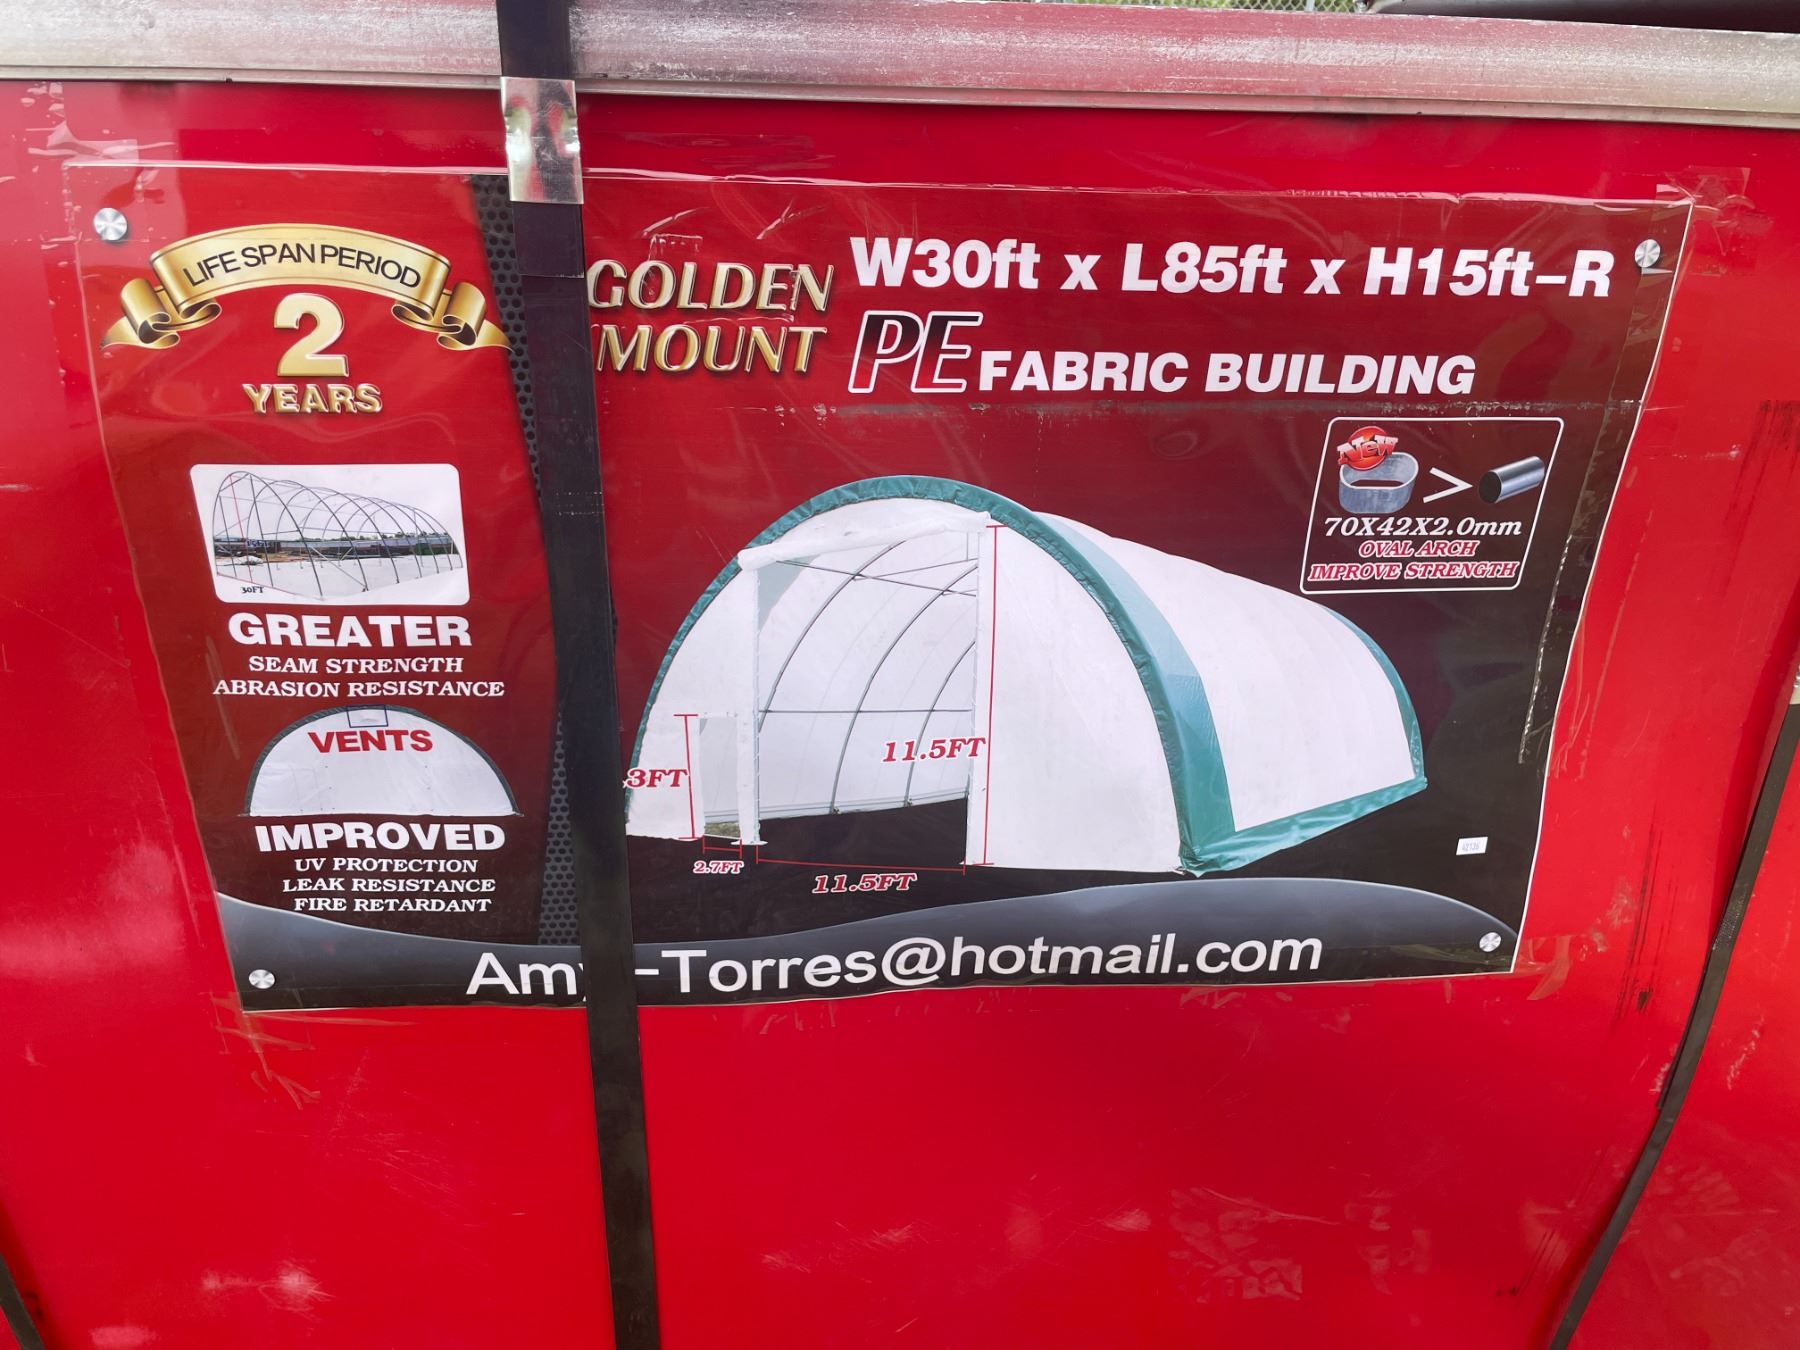 LIFE SPAN PERIOD
2
YEARS
GOLDEN
MOUNT
W30ft x L85ft x H15ft-R
PE FABRIC BUILDING
NEW
>
70X42X2.0mm
OVAL ARCH
IMPROVE STRENGTH
30FT
GREATER
SEAM STRENGTH
ABRASION RESISTANCE
VENTS
IMPROVED
UV PROTECTION
LEAK RESISTANCE
FIRE RETARDANT
3FT
2.7FT
11.5FT
11.5FT
-Torres@hotmail.com